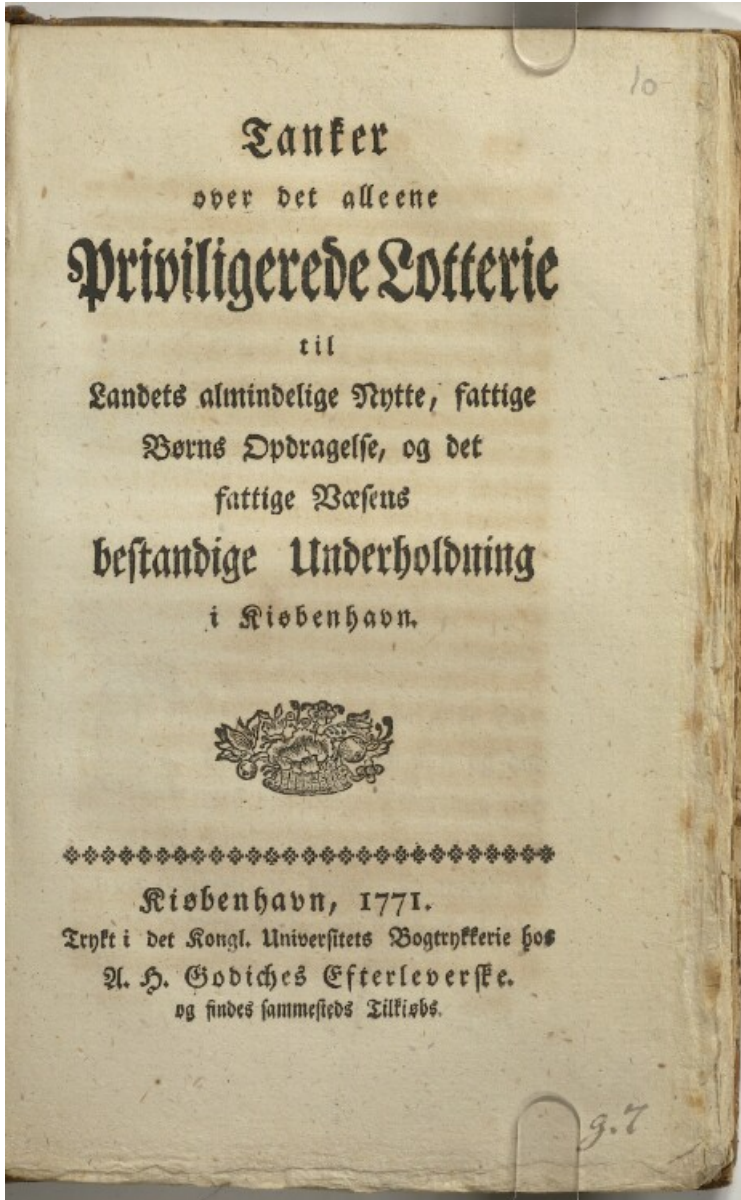 10
Tanker
over det alleene
Priviligerede Lotterie
til
Landets almindelige Nytte, fattige
Børns Opdragelse, og det
fattige Væsens
bestandige Underholdning
i Kiøbenhavn.
Kiøbenhavn, 1771.
Trykt i det Kongl. Universitets Bogtrykkerie hos
A. H. Godiches Efterleverske.
og findes sammesteds Tilkiøbs.
g.7